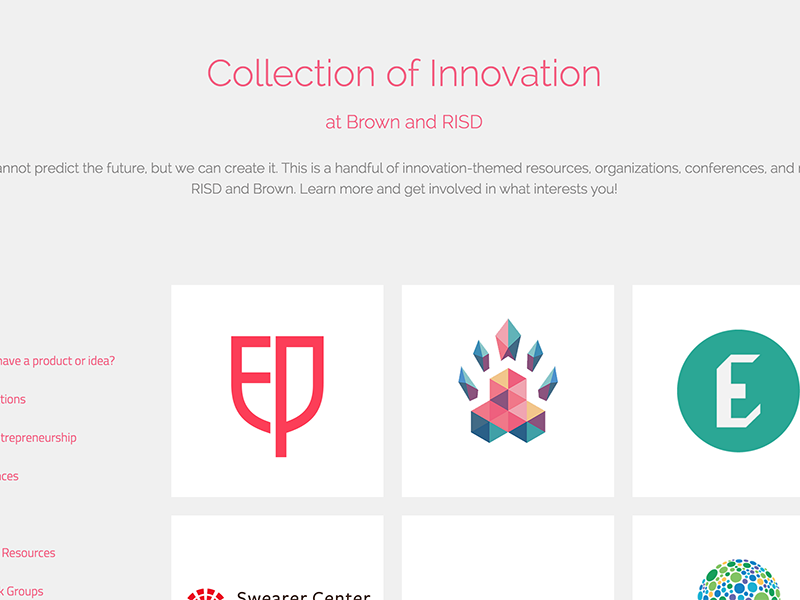 Collection of Innovation
at Brown and RISD
annot predict the future, but we can create it. This is a handful of innovation-themed resources, organizations, conferences, and
RISD and Brown. Learn more and get involved in what interests you!
have a product or idea?
tions
trepreneurship
nces
Resources
k Groups
EP
E
Swearer Center